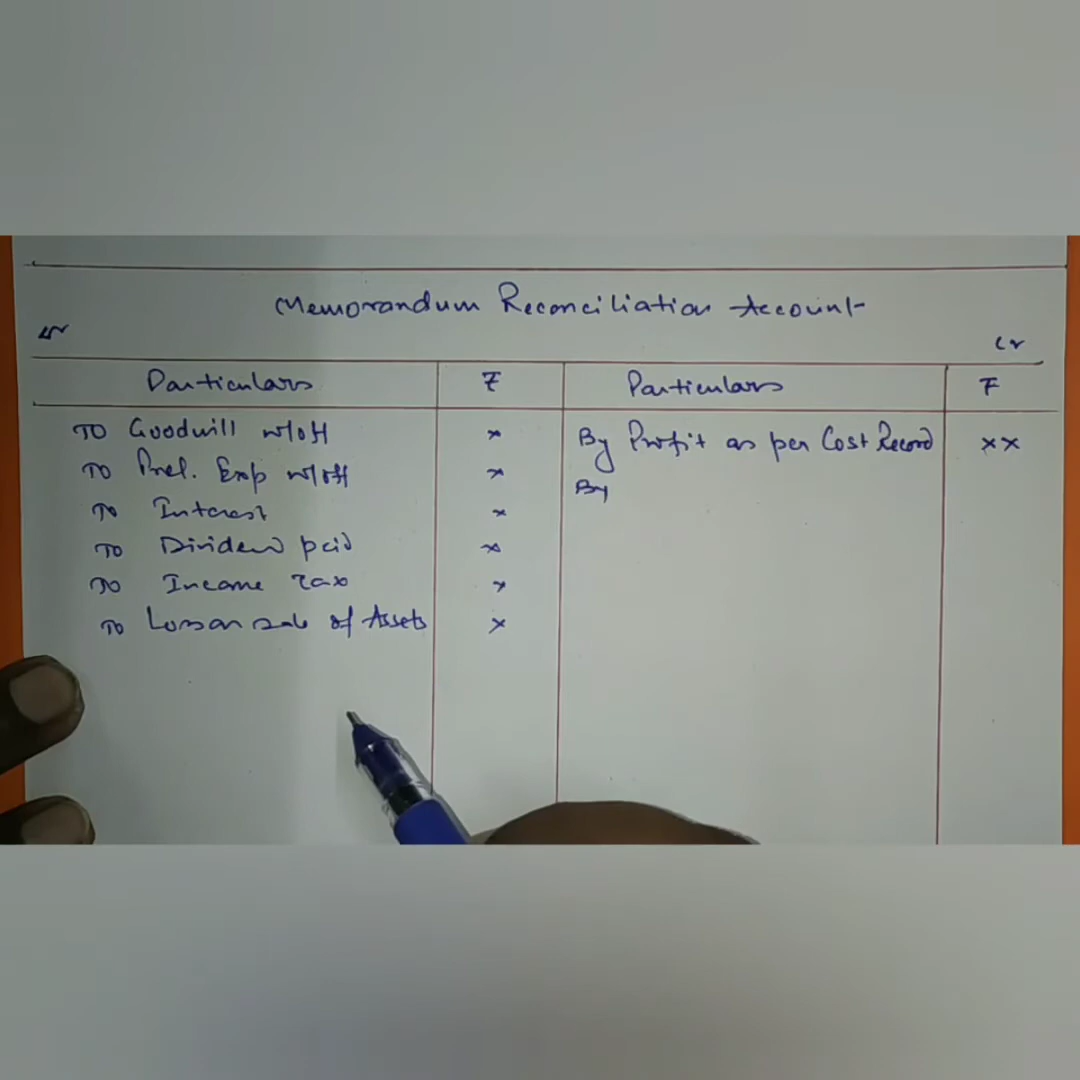 Memorandum Reconciliation Account
Dr
Cr
Particulars ₹ Particulars ₹
To Goodwill w/off × By Profit as per Cost Record ××
To Prel. Exp w/off × By
To Interest ×
To Dividend paid ×
To Income Tax ×
To Loss on sale of Assets ×